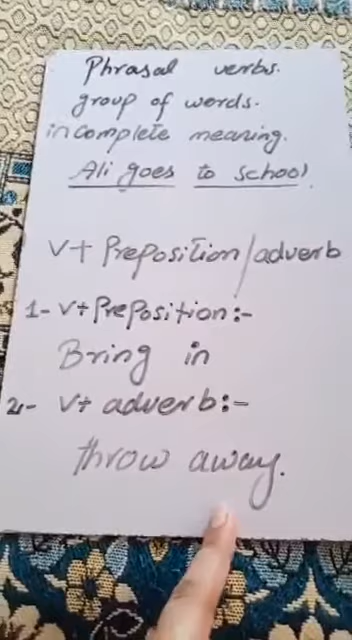 Phrasal verbs.
group of words.
incomplete meaning.
Ali goes to school.
V+ Preposition/adverb
1- V+Preposition:-
Bring in
2- V+ adverb:-
throw away.